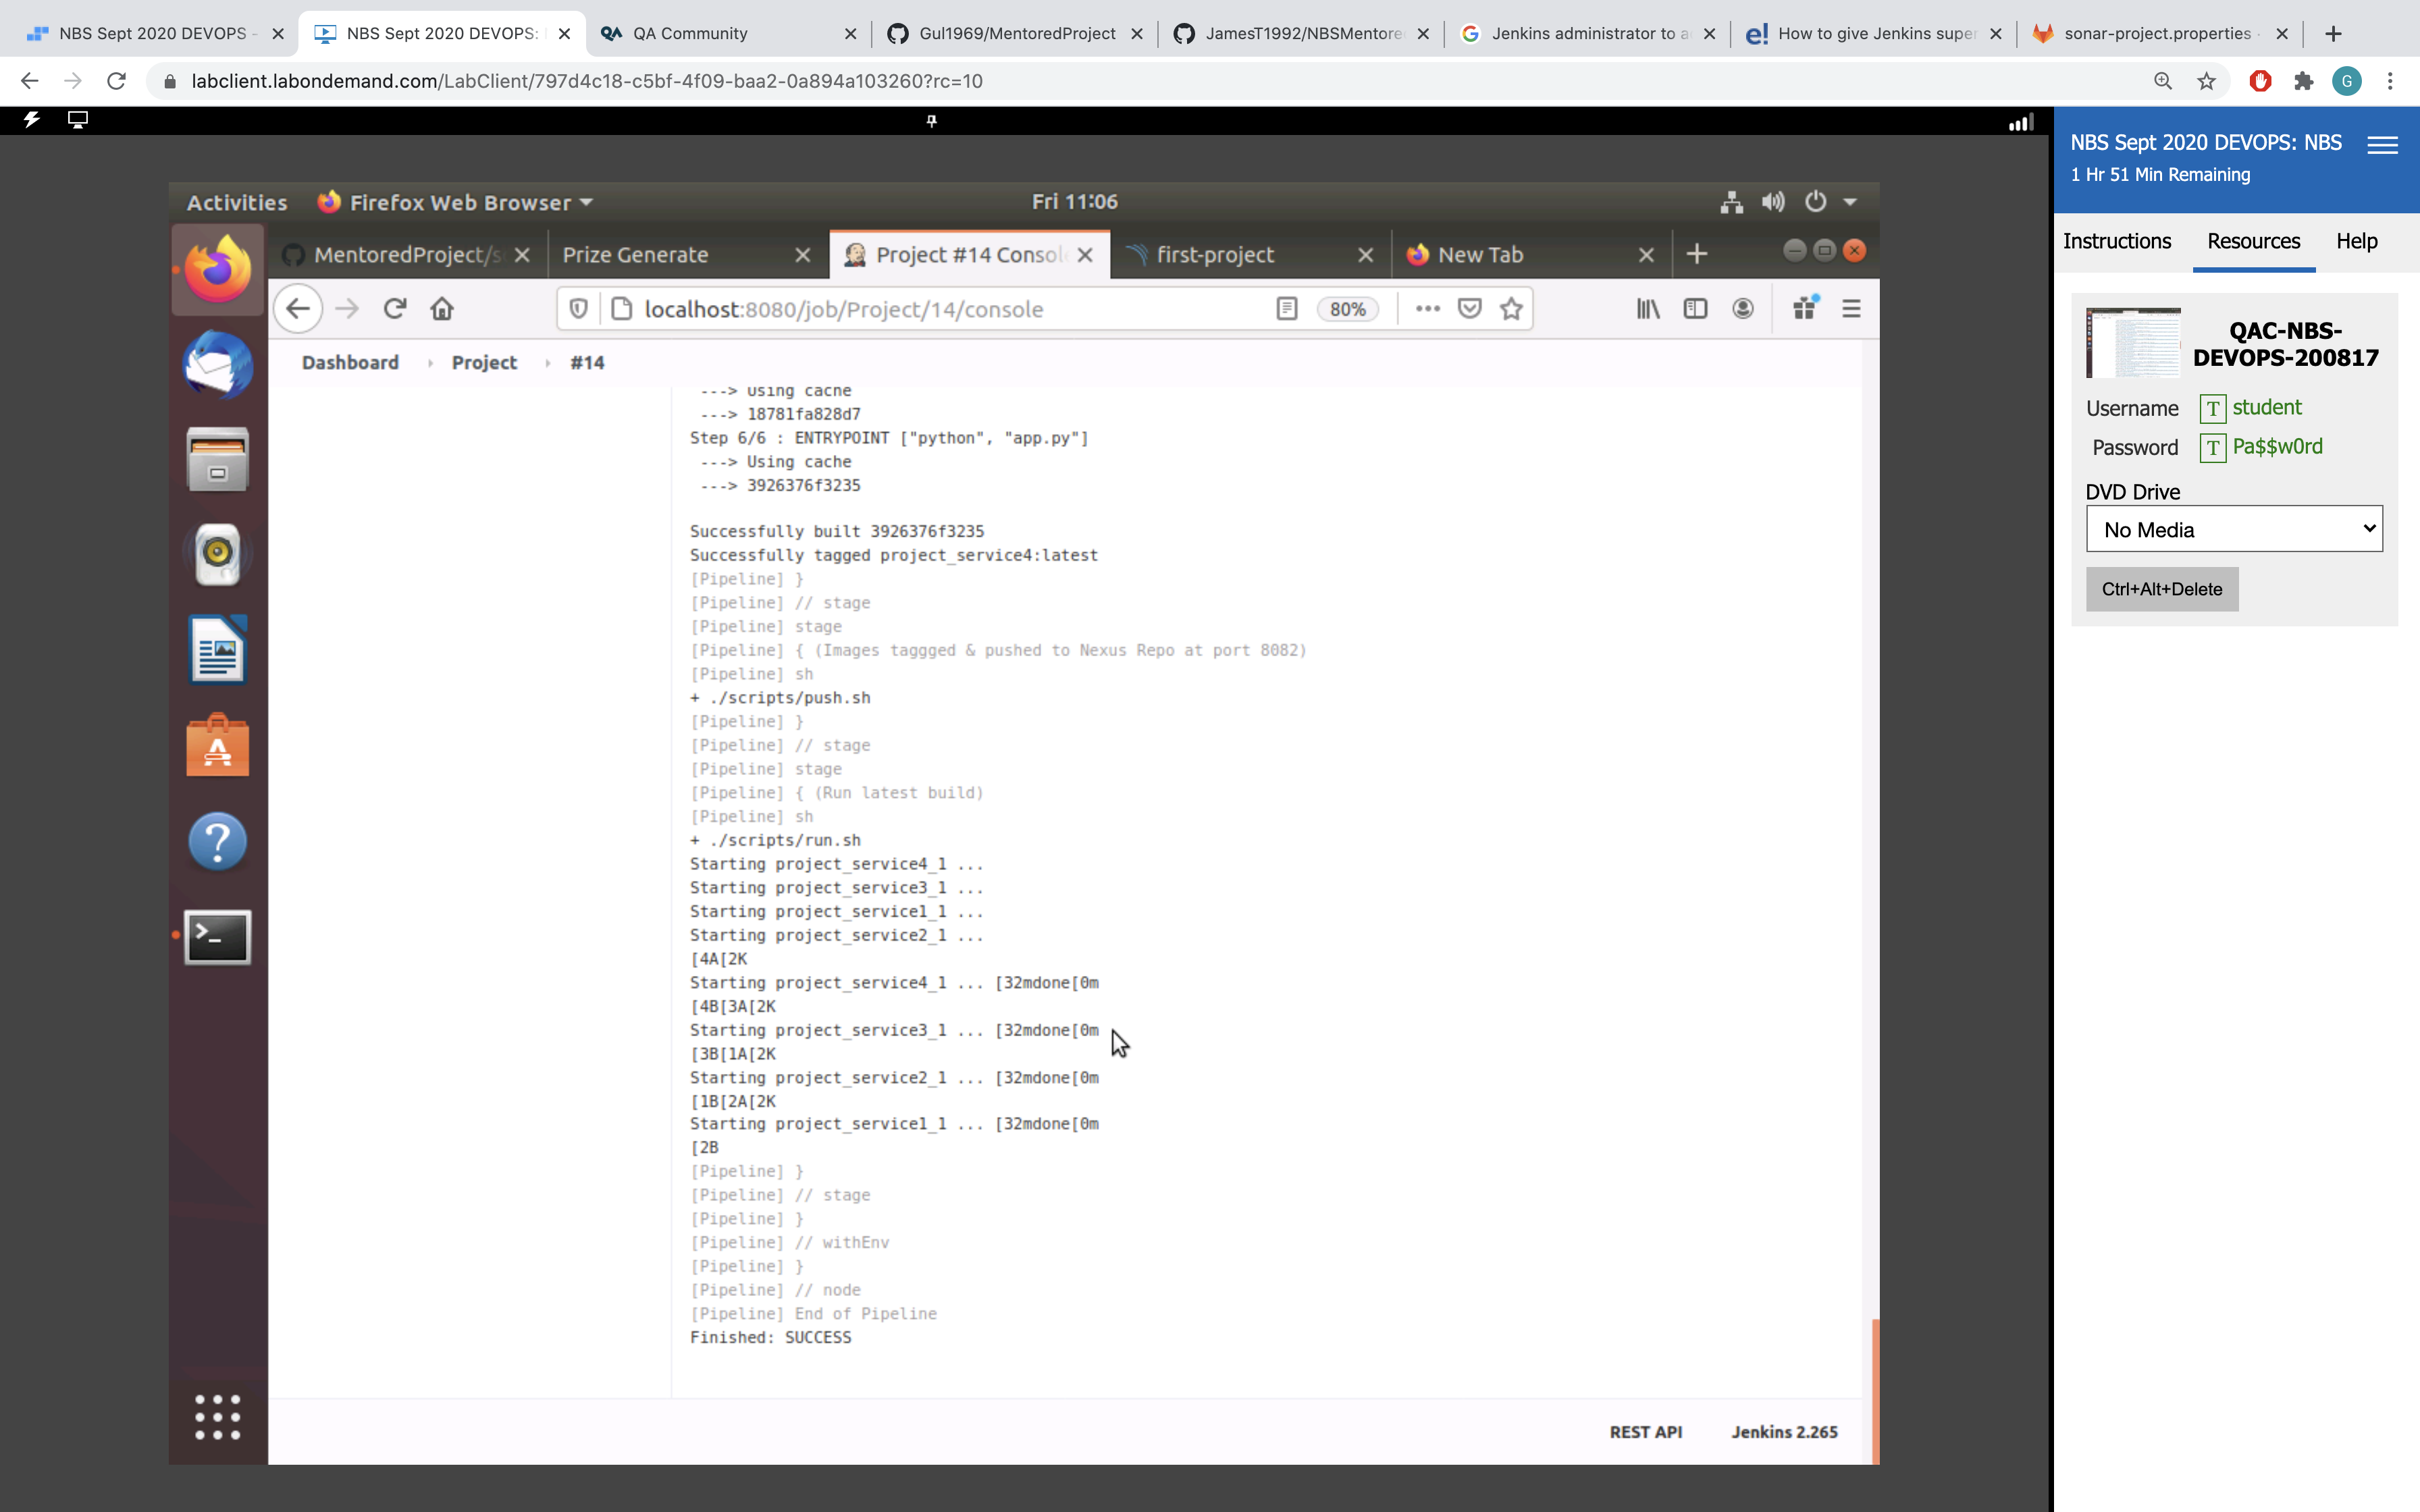 NBS Sept 2020 DEVOPS -
NBS Sept 2020 DEVOPS:
QA Community
Gul1969/MentoredProject
JamesT1992/NBSMentored
Jenkins administrator to a
How to give Jenkins super
sonar-project.properties ·
labclient.labondemand.com/LabClient/797d4c18-c5bf-4f09-baa2-0a894a103260?rc=10
G
NBS Sept 2020 DEVOPS: NBS
1 Hr 51 Min Remaining
Instructions
Resources
Help
QAC-NBS-
DEVOPS-200817
Username
T
student
Password
T
Pa$$w0rd
DVD Drive
No Media
Ctrl+Alt+Delete
Activities
Firefox Web Browser
Fri 11:06
MentoredProject/s
Prize Generate
Project #14 Consol
first-project
New Tab
localhost:8080/job/Project/14/console
80%
Dashboard
Project
#14
---> Using cache
---> 18781fa828d7
Step 6/6 : ENTRYPOINT ["python", "app.py"]
---> Using cache
---> 3926376f3235
Successfully built 3926376f3235
Successfully tagged project_service4:latest
[Pipeline] }
[Pipeline] // stage
[Pipeline] stage
[Pipeline] { (Images taggged & pushed to Nexus Repo at port 8082)
[Pipeline] sh
+ ./scripts/push.sh
[Pipeline] }
[Pipeline] // stage
[Pipeline] stage
[Pipeline] { (Run latest build)
[Pipeline] sh
+ ./scripts/run.sh
Starting project_service4_1 ...
Starting project_service3_1 ...
Starting project_service1_1 ...
Starting project_service2_1 ...
[4A[2K
Starting project_service4_1 ... [32mdone[0m
[4B[3A[2K
Starting project_service3_1 ... [32mdone[0m
[3B[1A[2K
Starting project_service2_1 ... [32mdone[0m
[1B[2A[2K
Starting project_service1_1 ... [32mdone[0m
[2B
[Pipeline] }
[Pipeline] // stage
[Pipeline] }
[Pipeline] // withEnv
[Pipeline] }
[Pipeline] // node
[Pipeline] End of Pipeline
Finished: SUCCESS
REST API
Jenkins 2.265